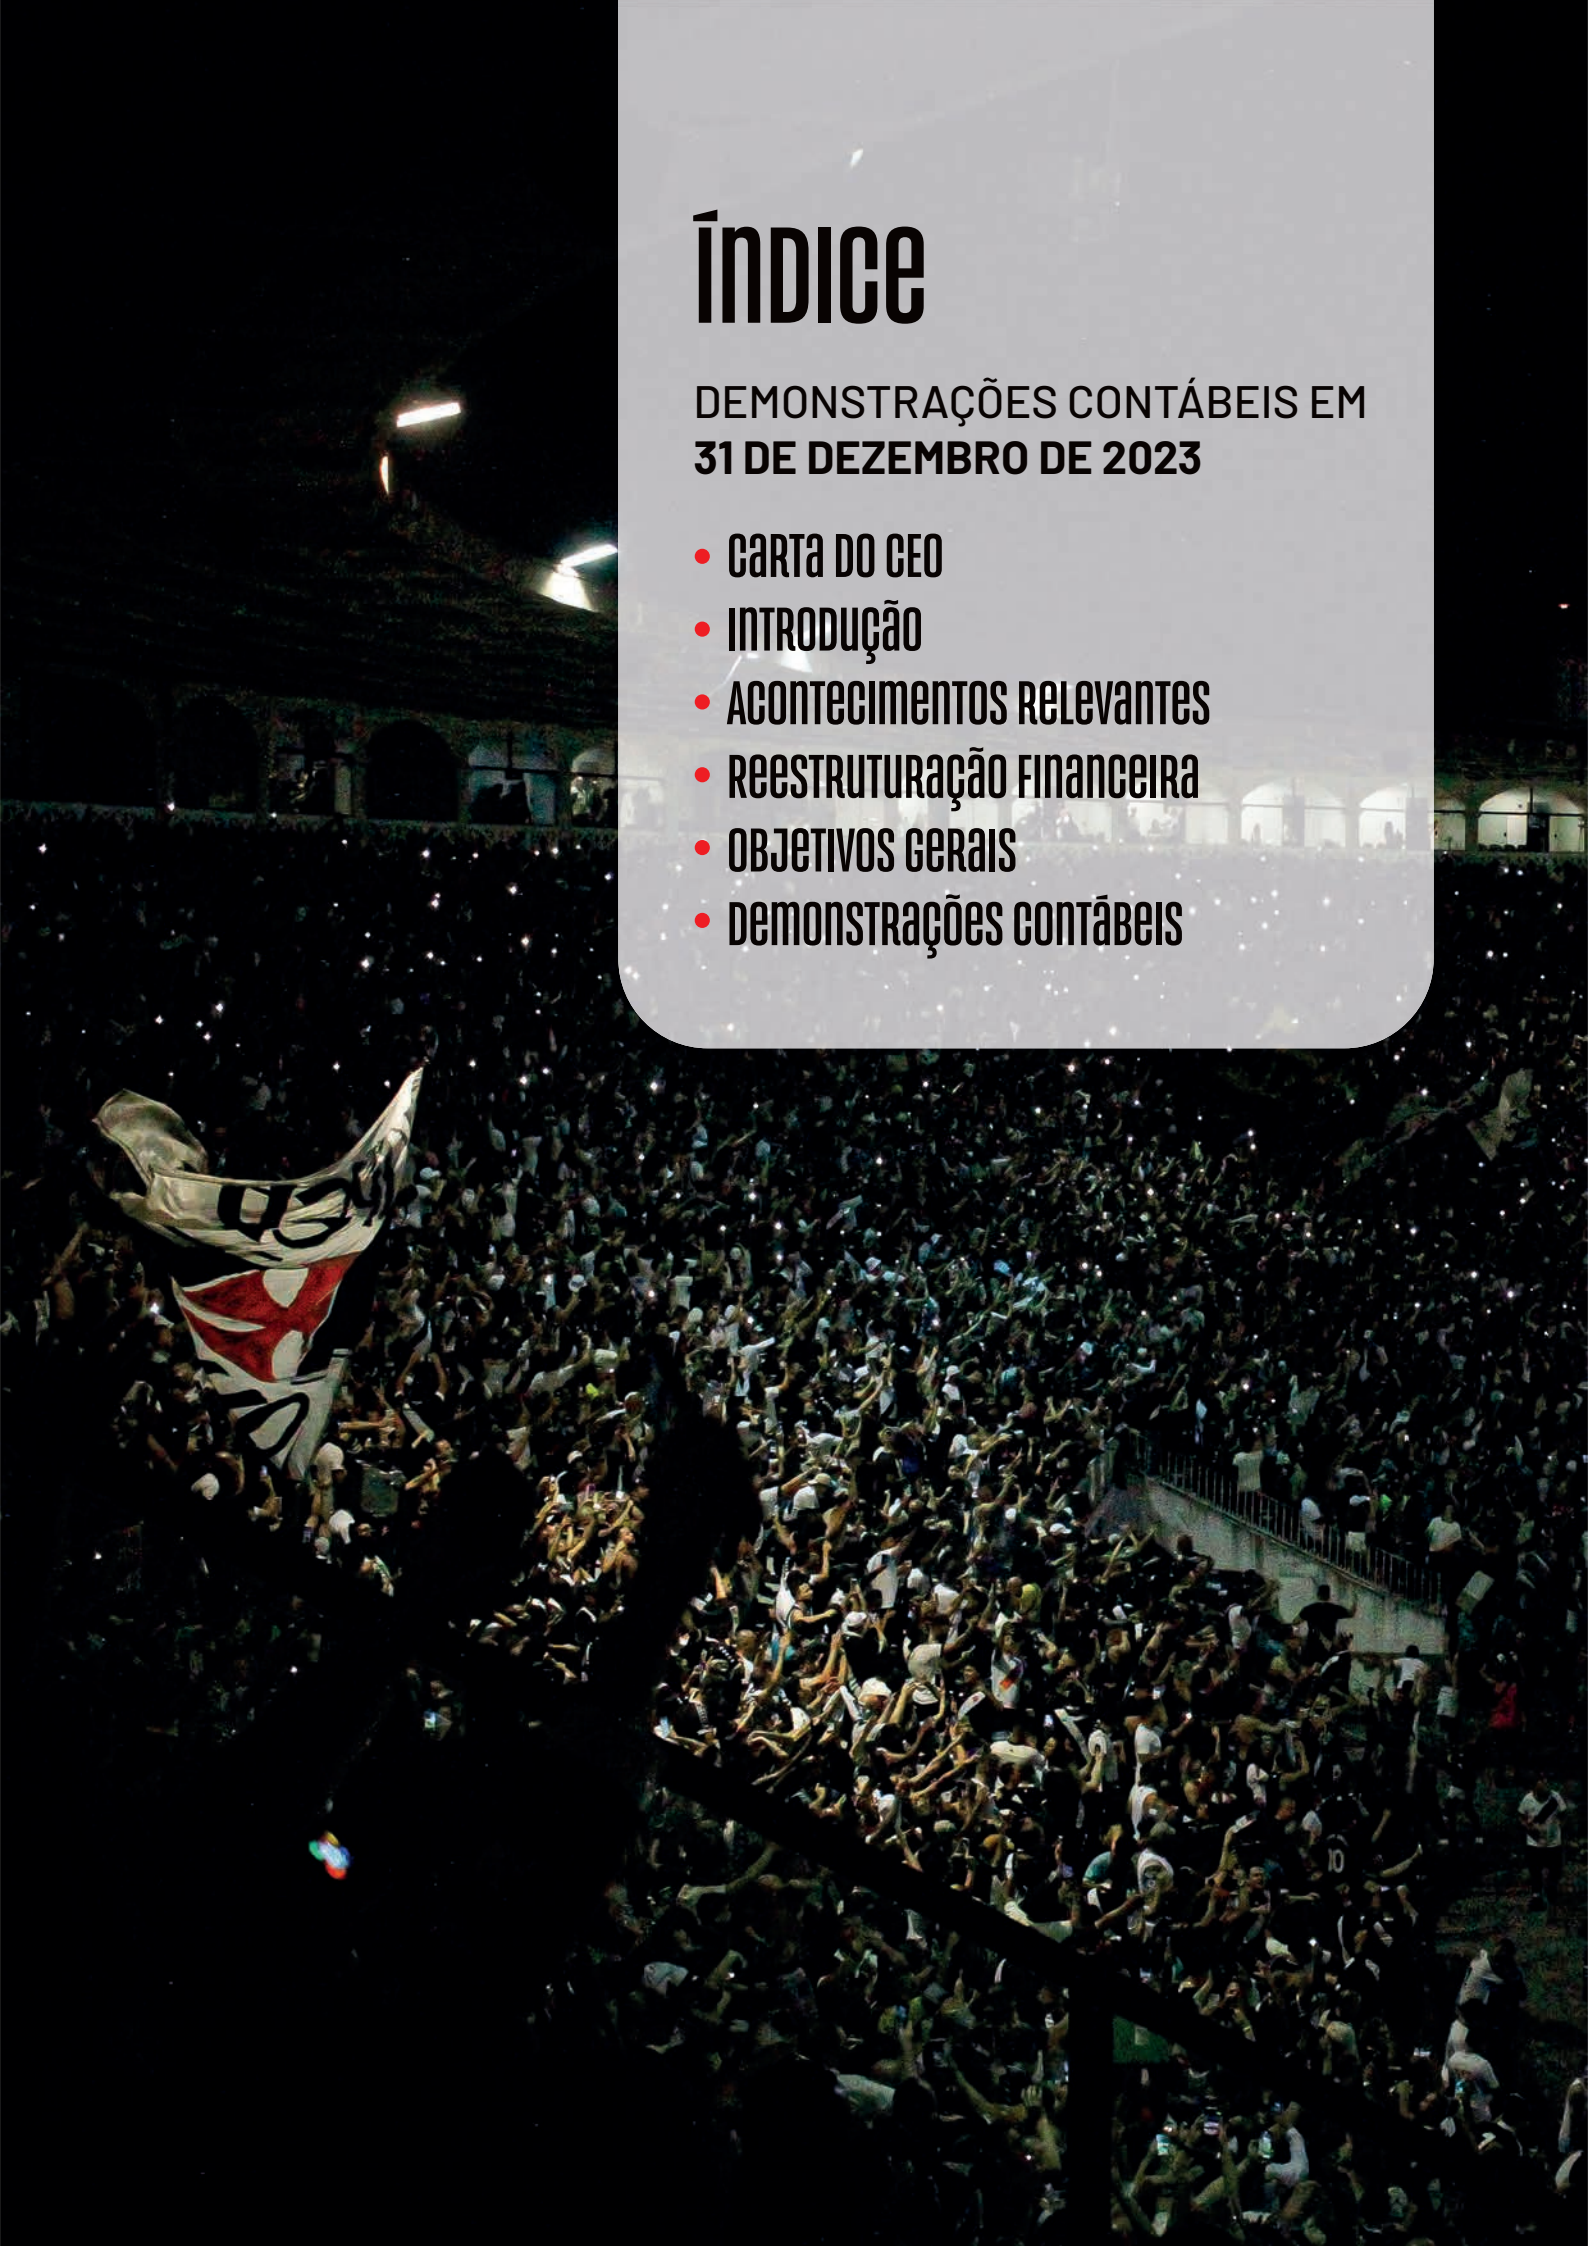 ÍNDICE
DEMONSTRAÇÕES CONTÁBEIS EM
31 DE DEZEMBRO DE 2023
• CARTA DO CEO
• INTRODUÇÃO
• ACONTECIMENTOS RELEVANTES
• REESTRUTURAÇÃO FINANCEIRA
• OBJETIVOS GERAIS
• DEMONSTRAÇÕES CONTÁBEIS
10